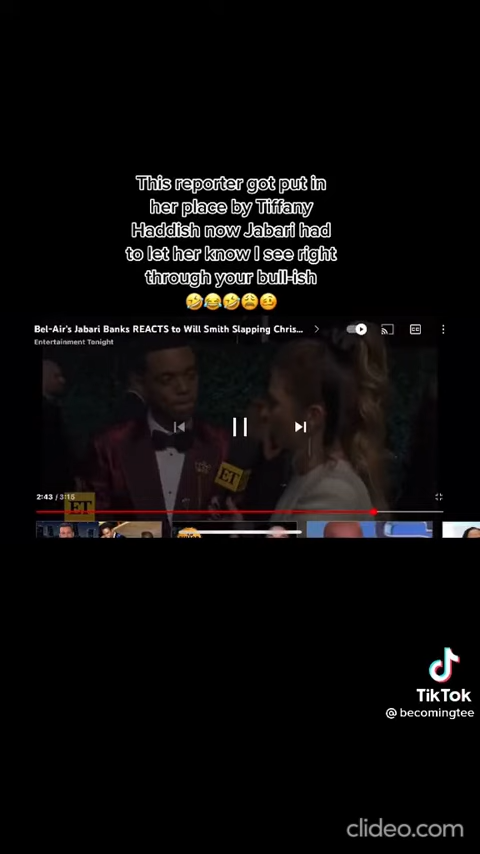 This reporter got put in
her place by Tiffany
Haddish now Jabari had
to let her know I see right
through your bull-ish
🤣😂🤣😩🥴
Bel-Air's Jabari Banks REACTS to Will Smith Slapping Chris...
Entertainment Tonight
CC
ET
2:43 / 3:15
ET
TikTok
@ becomingtee
clideo.com